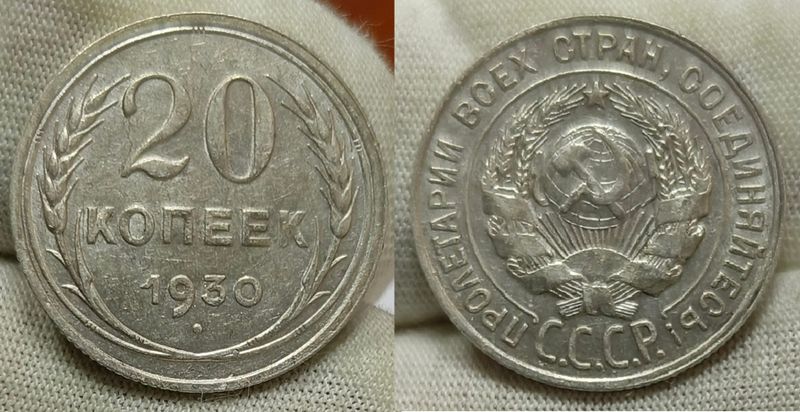 20
КОПЕЕК
1930
ПРОЛЕТАРИИ ВСЕХ СТРАН, СОЕДИНЯЙТЕСЬ!
С.С.С.Р.